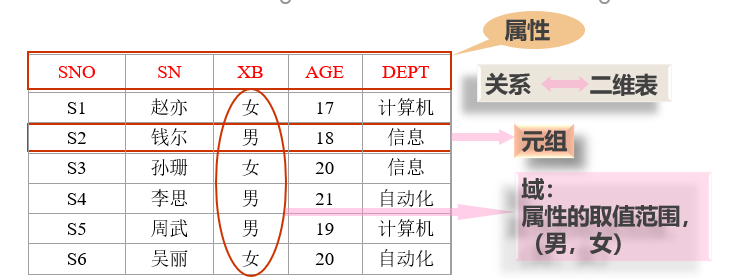 属性
SNO SN XB AGE DEPT
关系 二维表
S1 赵亦 女 17 计算机
S2 钱尔 男 18 信息
元组
S3 孙珊 女 20 信息
S4 李思 男 21 自动化
S5 周武 男 19 计算机
S6 吴丽 女 20 自动化
域：
属性的取值范围，
（男，女）